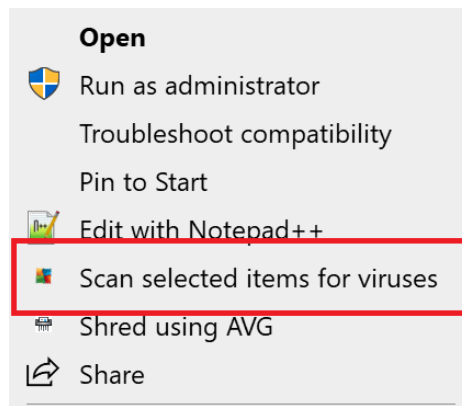 Open
Run as administrator
Troubleshoot compatibility
Pin to Start
Edit with Notepad++
Scan selected items for viruses
Shred using AVG
Share